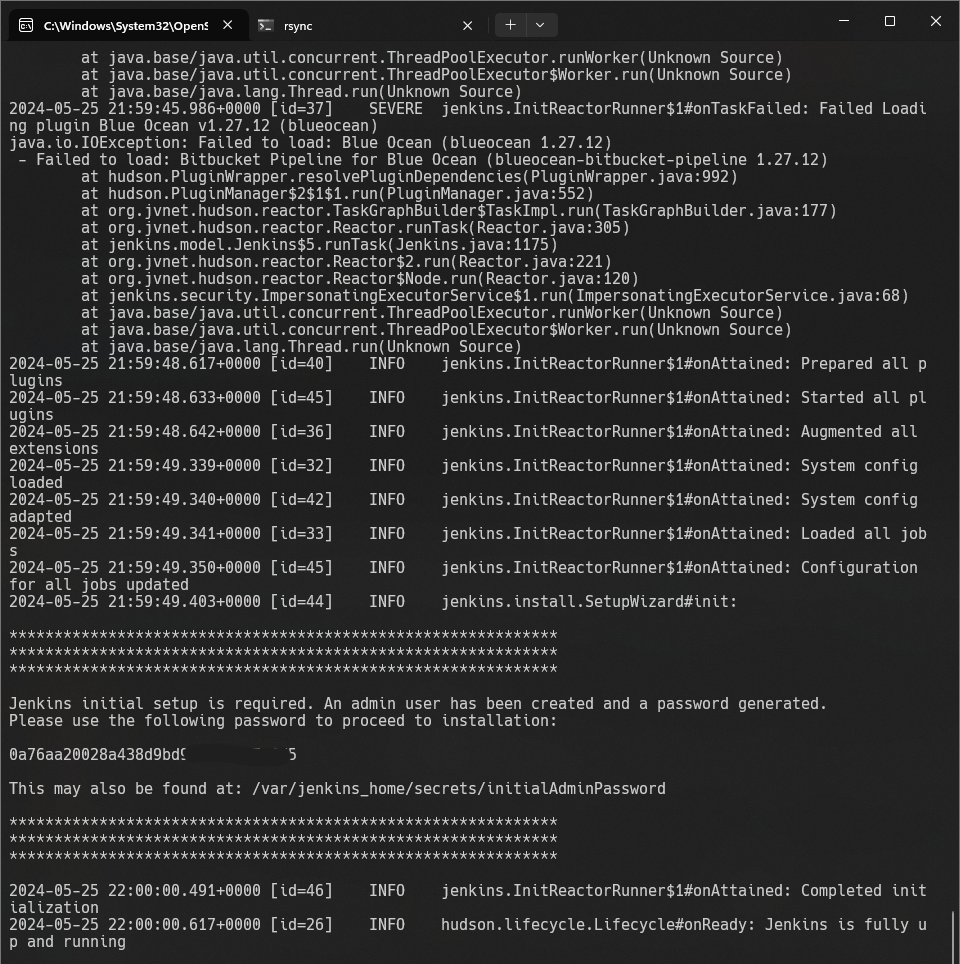 C:\Windows\System32\OpenS
rsync
at java.base/java.util.concurrent.ThreadPoolExecutor.runWorker(Unknown Source)
at java.base/java.util.concurrent.ThreadPoolExecutor$Worker.run(Unknown Source)
at java.base/java.lang.Thread.run(Unknown Source)
2024-05-25 21:59:45.986+0000 [id=37]    SEVERE  jenkins.InitReactorRunner$1#onTaskFailed: Failed Loadi
ng plugin Blue Ocean v1.27.12 (blueocean)
java.io.IOException: Failed to load: Blue Ocean (blueocean 1.27.12)
- Failed to load: Bitbucket Pipeline for Blue Ocean (blueocean-bitbucket-pipeline 1.27.12)
at hudson.PluginWrapper.resolvePluginDependencies(PluginWrapper.java:992)
at hudson.PluginManager$2$1$1.run(PluginManager.java:552)
at org.jvnet.hudson.reactor.TaskGraphBuilder$TaskImpl.run(TaskGraphBuilder.java:177)
at org.jvnet.hudson.reactor.Reactor.runTask(Reactor.java:305)
at jenkins.model.Jenkins$5.runTask(Jenkins.java:1175)
at org.jvnet.hudson.reactor.Reactor$2.run(Reactor.java:221)
at org.jvnet.hudson.reactor.Reactor$Node.run(Reactor.java:120)
at jenkins.security.ImpersonatingExecutorService$1.run(ImpersonatingExecutorService.java:68)
at java.base/java.util.concurrent.ThreadPoolExecutor.runWorker(Unknown Source)
at java.base/java.util.concurrent.ThreadPoolExecutor$Worker.run(Unknown Source)
at java.base/java.lang.Thread.run(Unknown Source)
2024-05-25 21:59:48.617+0000 [id=40]    INFO    jenkins.InitReactorRunner$1#onAttained: Prepared all p
lugins
2024-05-25 21:59:48.633+0000 [id=45]    INFO    jenkins.InitReactorRunner$1#onAttained: Started all pl
ugins
2024-05-25 21:59:48.642+0000 [id=36]    INFO    jenkins.InitReactorRunner$1#onAttained: Augmented all
extensions
2024-05-25 21:59:49.339+0000 [id=32]    INFO    jenkins.InitReactorRunner$1#onAttained: System config
loaded
2024-05-25 21:59:49.340+0000 [id=42]    INFO    jenkins.InitReactorRunner$1#onAttained: System config
adapted
2024-05-25 21:59:49.341+0000 [id=33]    INFO    jenkins.InitReactorRunner$1#onAttained: Loaded all job
s
2024-05-25 21:59:49.350+0000 [id=45]    INFO    jenkins.InitReactorRunner$1#onAttained: Configuration
for all jobs updated
2024-05-25 21:59:49.403+0000 [id=44]    INFO    jenkins.install.SetupWizard#init:
*************************************************************
*************************************************************
*************************************************************
Jenkins initial setup is required. An admin user has been created and a password generated.
Please use the following password to proceed to installation:
0a76aa20028a438d9bd9 5
This may also be found at: /var/jenkins_home/secrets/initialAdminPassword
*************************************************************
*************************************************************
*************************************************************
2024-05-25 22:00:00.491+0000 [id=46]    INFO    jenkins.InitReactorRunner$1#onAttained: Completed init
ialization
2024-05-25 22:00:00.617+0000 [id=26]    INFO    hudson.lifecycle.Lifecycle#onReady: Jenkins is fully u
p and running